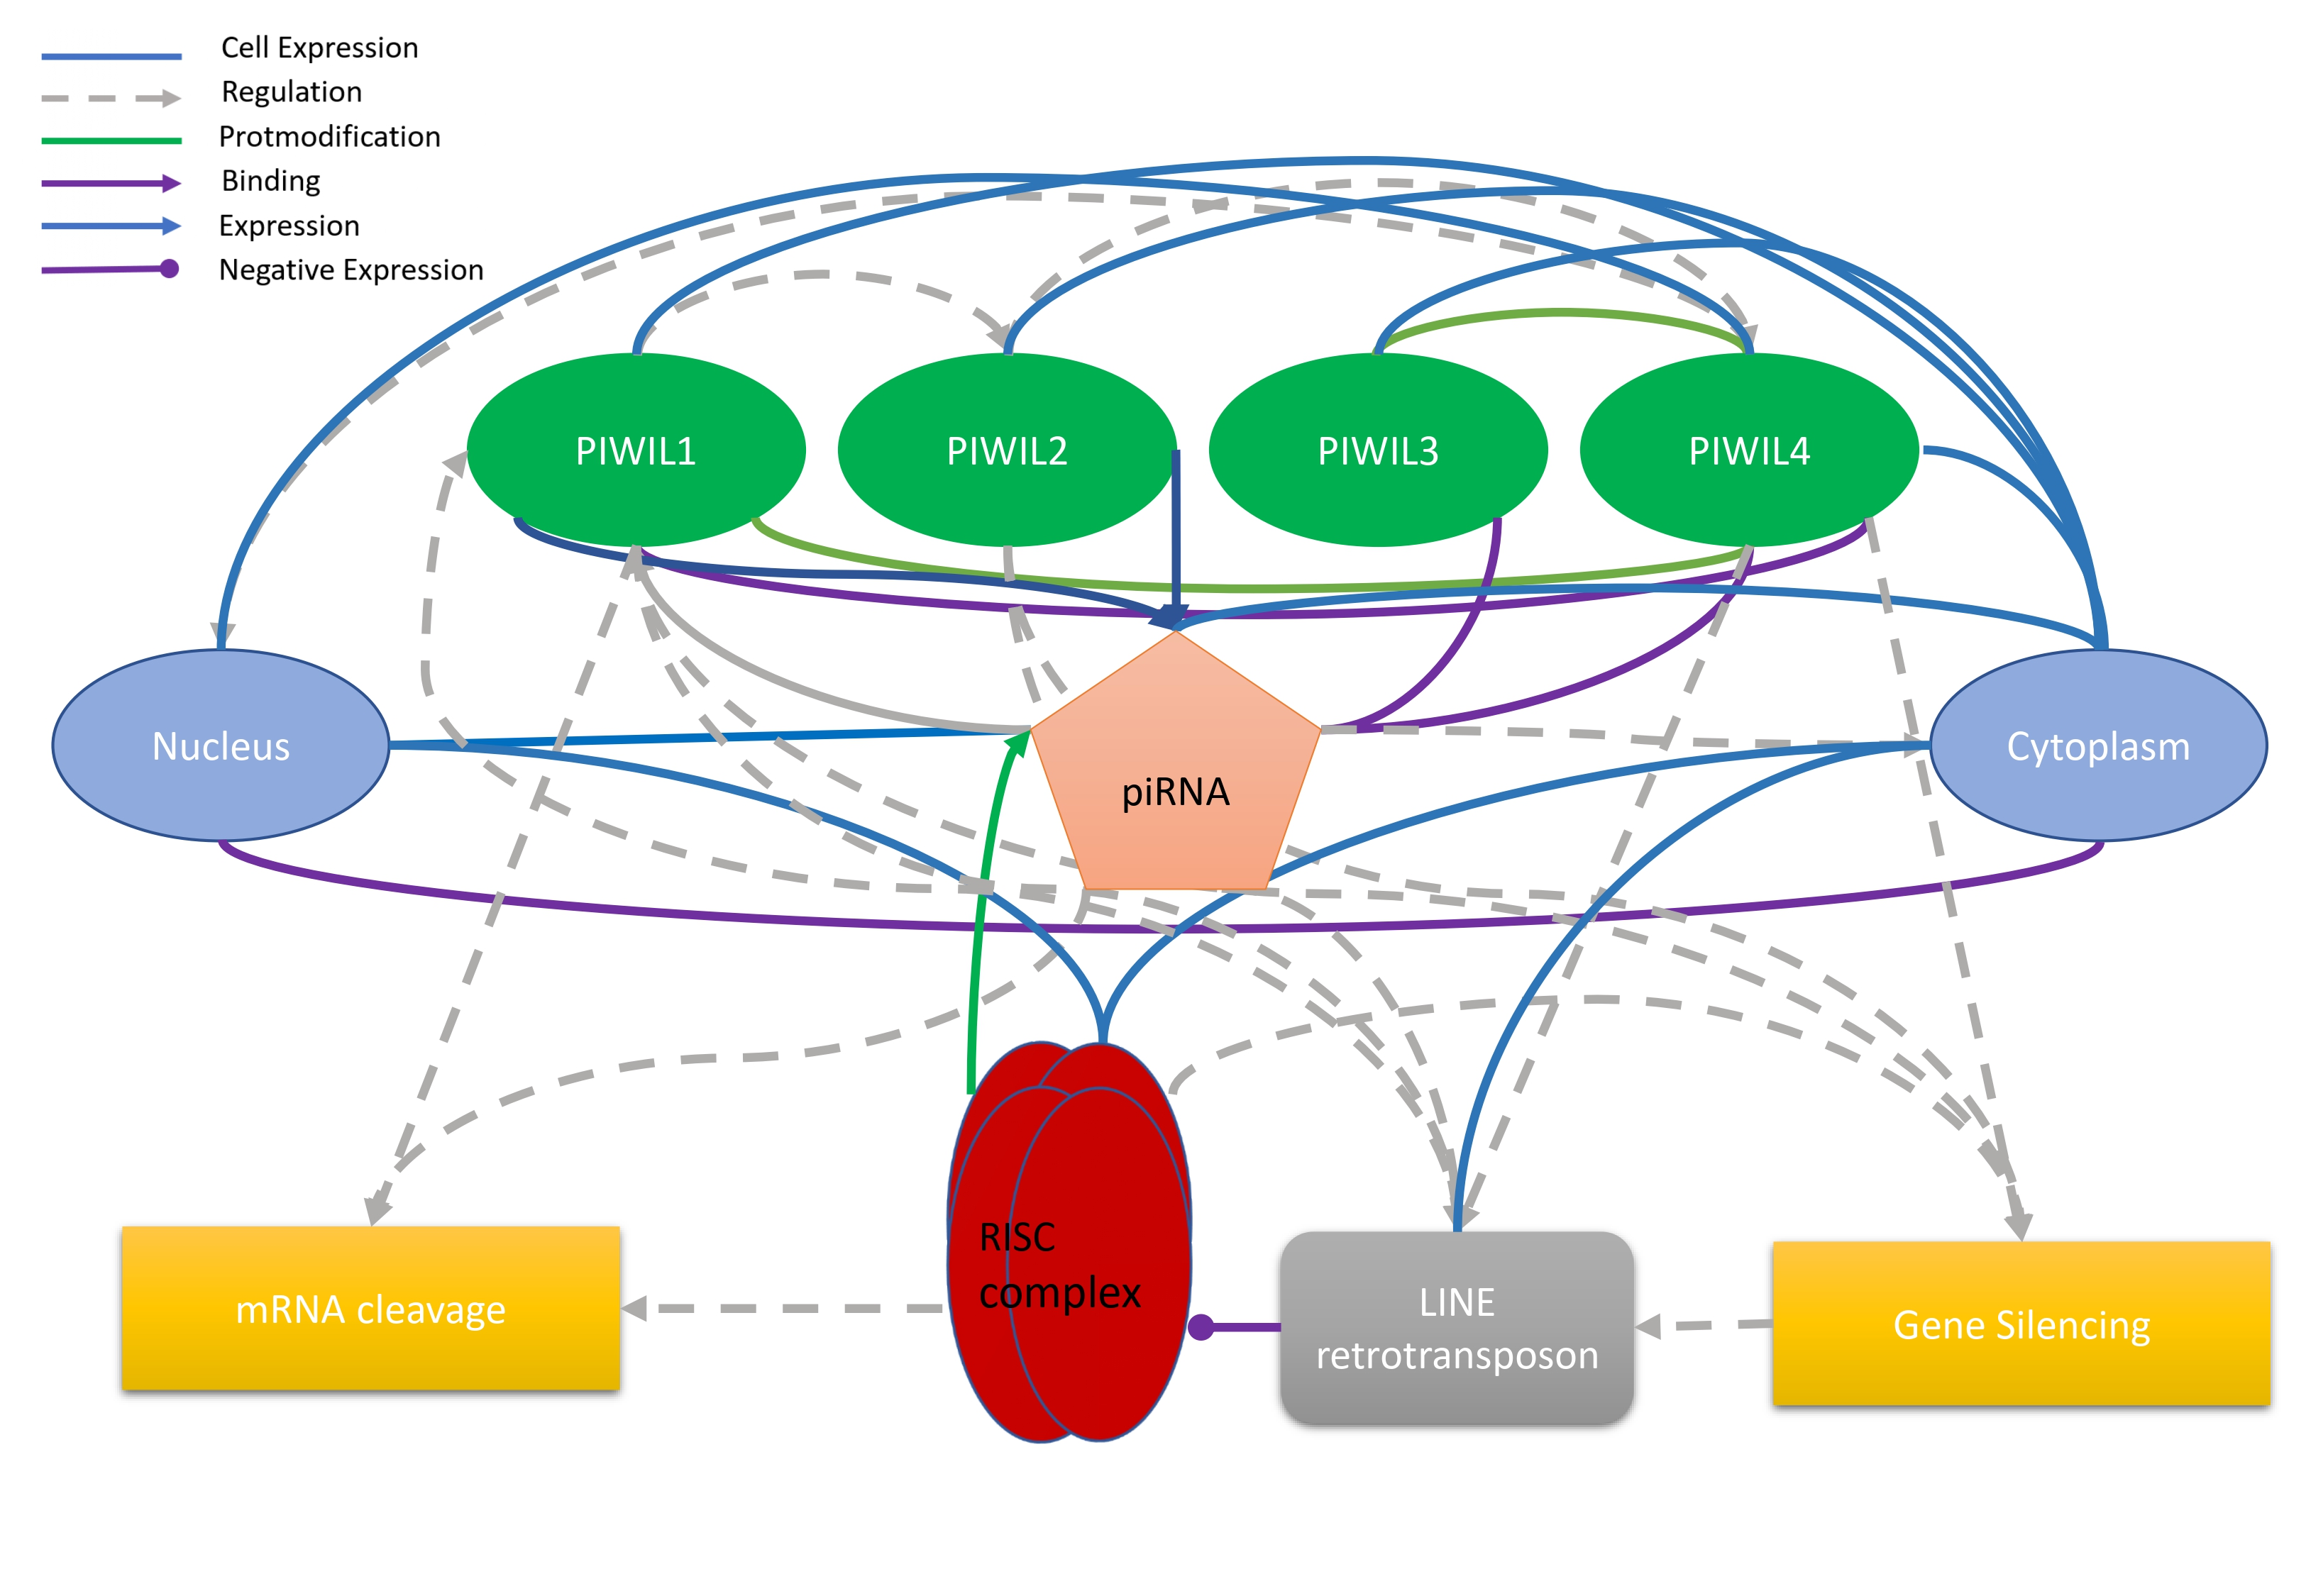 Cell Expression
Regulation
Protmodification
Binding
Expression
Negative Expression
PIWIL1
PIWIL2
PIWIL3
PIWIL4
Nucleus
piRNA
Cytoplasm
RISC
complex
mRNA cleavage
LINE
retrotransposon
Gene Silencing